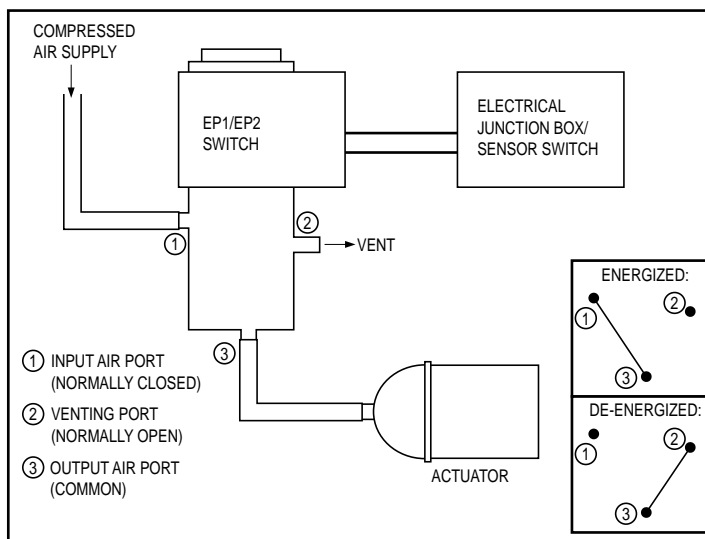 COMPRESSED
AIR SUPPLY
EP1/EP2
SWITCH
ELECTRICAL
JUNCTION BOX/
SENSOR SWITCH
1
2
VENT
3
1 INPUT AIR PORT
(NORMALLY CLOSED)
2 VENTING PORT
(NORMALLY OPEN)
3 OUTPUT AIR PORT
(COMMON)
ACTUATOR
ENERGIZED:
1
2
3
DE-ENERGIZED:
1
2
3